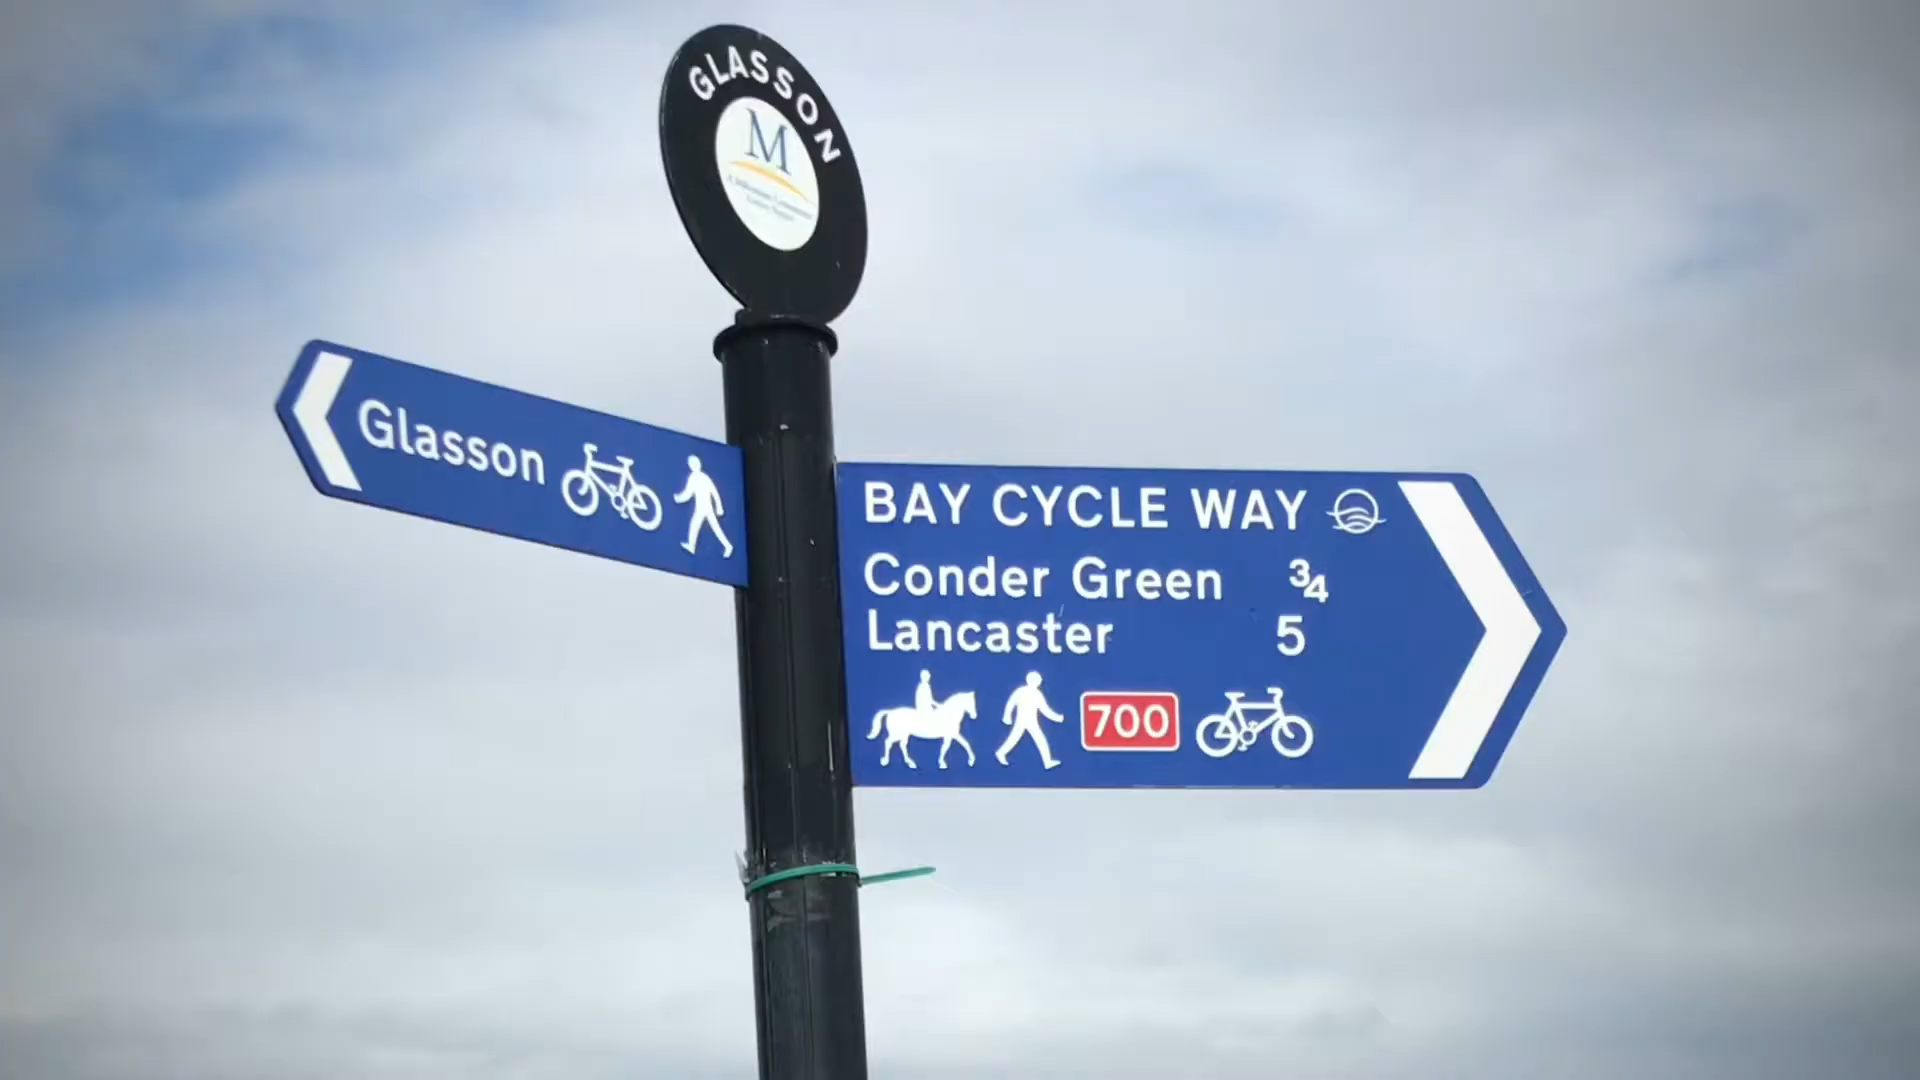 GLASSON
M
Glasson
BAY CYCLE WAY
Conder Green ¾
Lancaster 5
700